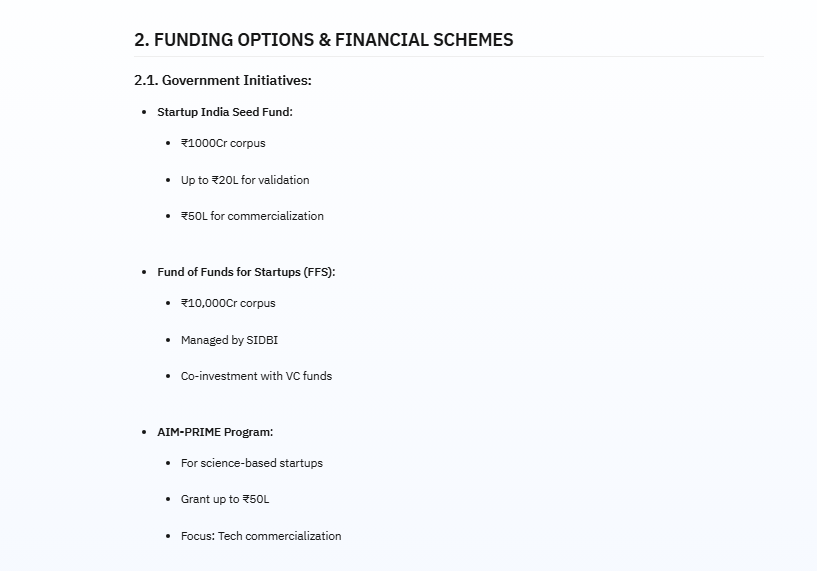 2. FUNDING OPTIONS & FINANCIAL SCHEMES
2.1. Government Initiatives:
• Startup India Seed Fund:
• ₹1000Cr corpus
• Up to ₹20L for validation
• ₹50L for commercialization
• Fund of Funds for Startups (FFS):
• ₹10,000Cr corpus
• Managed by SIDBI
• Co-investment with VC funds
• AIM-PRIME Program:
• For science-based startups
• Grant up to ₹50L
• Focus: Tech commercialization